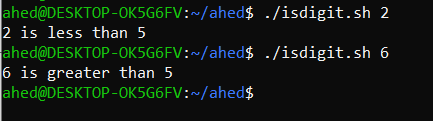 ahed@DESKTOP-OK5G6FV:~/ahed$ ./isdigit.sh 2
2 is less than 5
ahed@DESKTOP-OK5G6FV:~/ahed$ ./isdigit.sh 6
6 is greater than 5
ahed@DESKTOP-OK5G6FV:~/ahed$